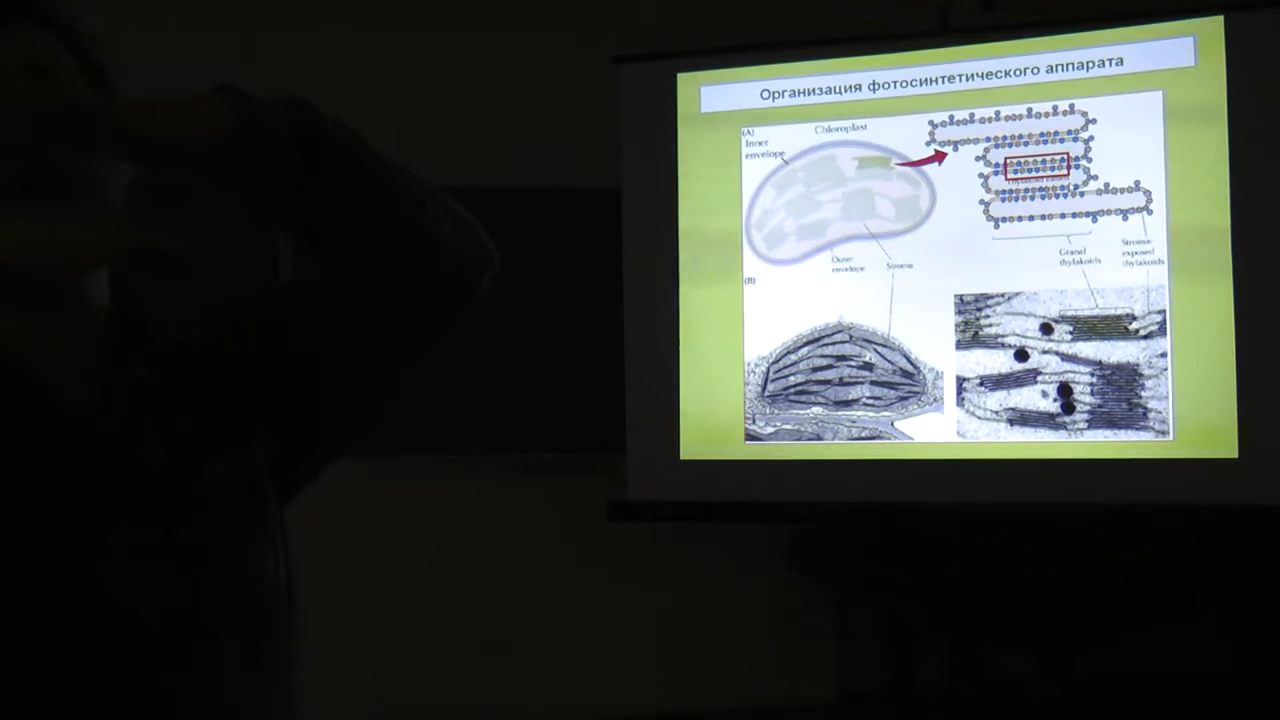 Организация фотосинтетического аппарата
(A)
Chloroplast
Inner
envelope
Outer
envelope
Stroma
Granal
thylakoids
Stroma-
exposed
thylakoids
(B)